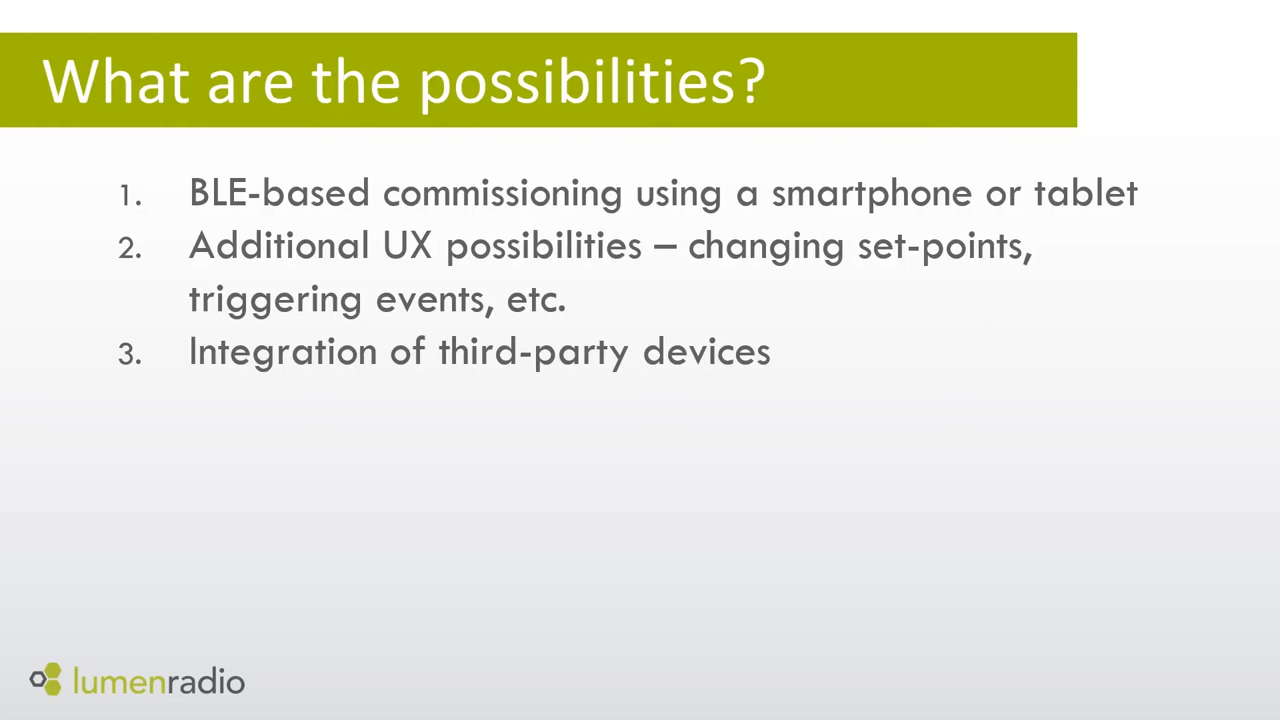 What are the possibilities?
1. BLE-based commissioning using a smartphone or tablet
2. Additional UX possibilities – changing set-points,
triggering events, etc.
3. Integration of third-party devices
lumenradio